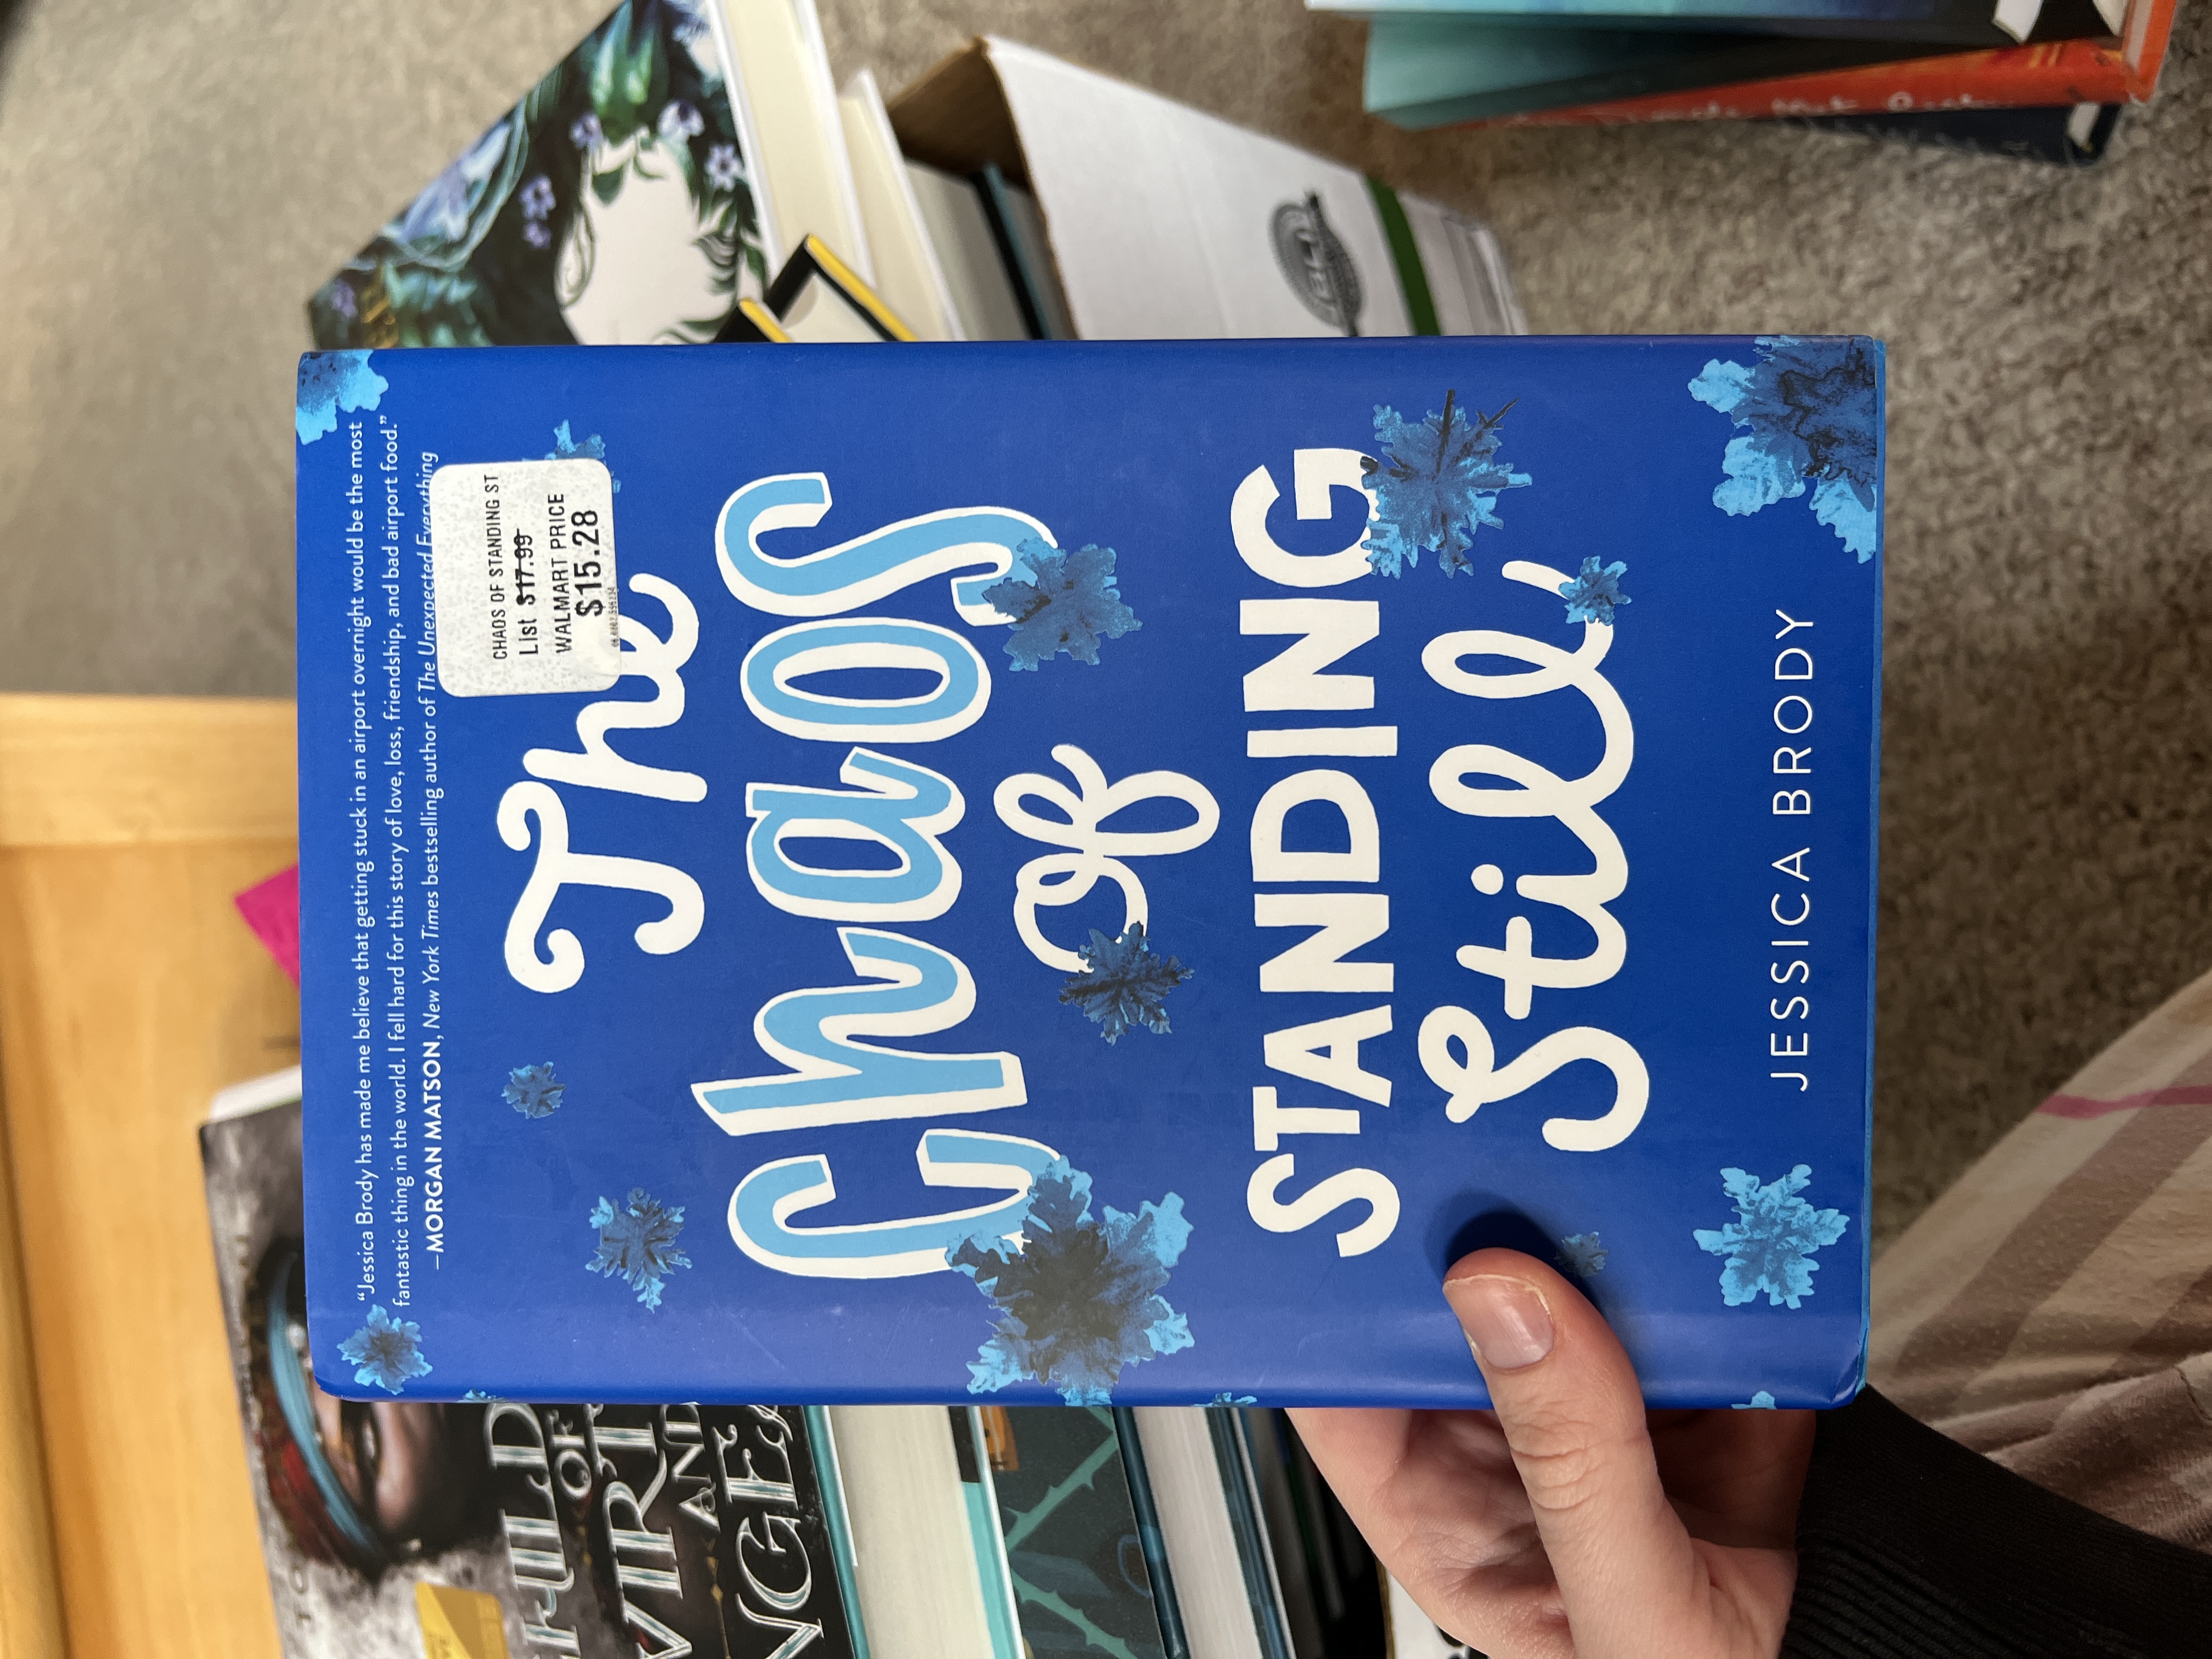 “Jessica Brody has made me believe that getting stuck in an airport overnight would be the most
fantastic thing in the world. I fell hard for this story of love, loss, friendship, and bad airport food.”
—MORGAN MATSON, New York Times bestselling author of The Unexpected Everything
CHAOS OF STANDING ST
List $17.99
WALMART PRICE
$15.28
The
Chaos
of
STANDING
Still
JESSICA BRODY
OF
AND